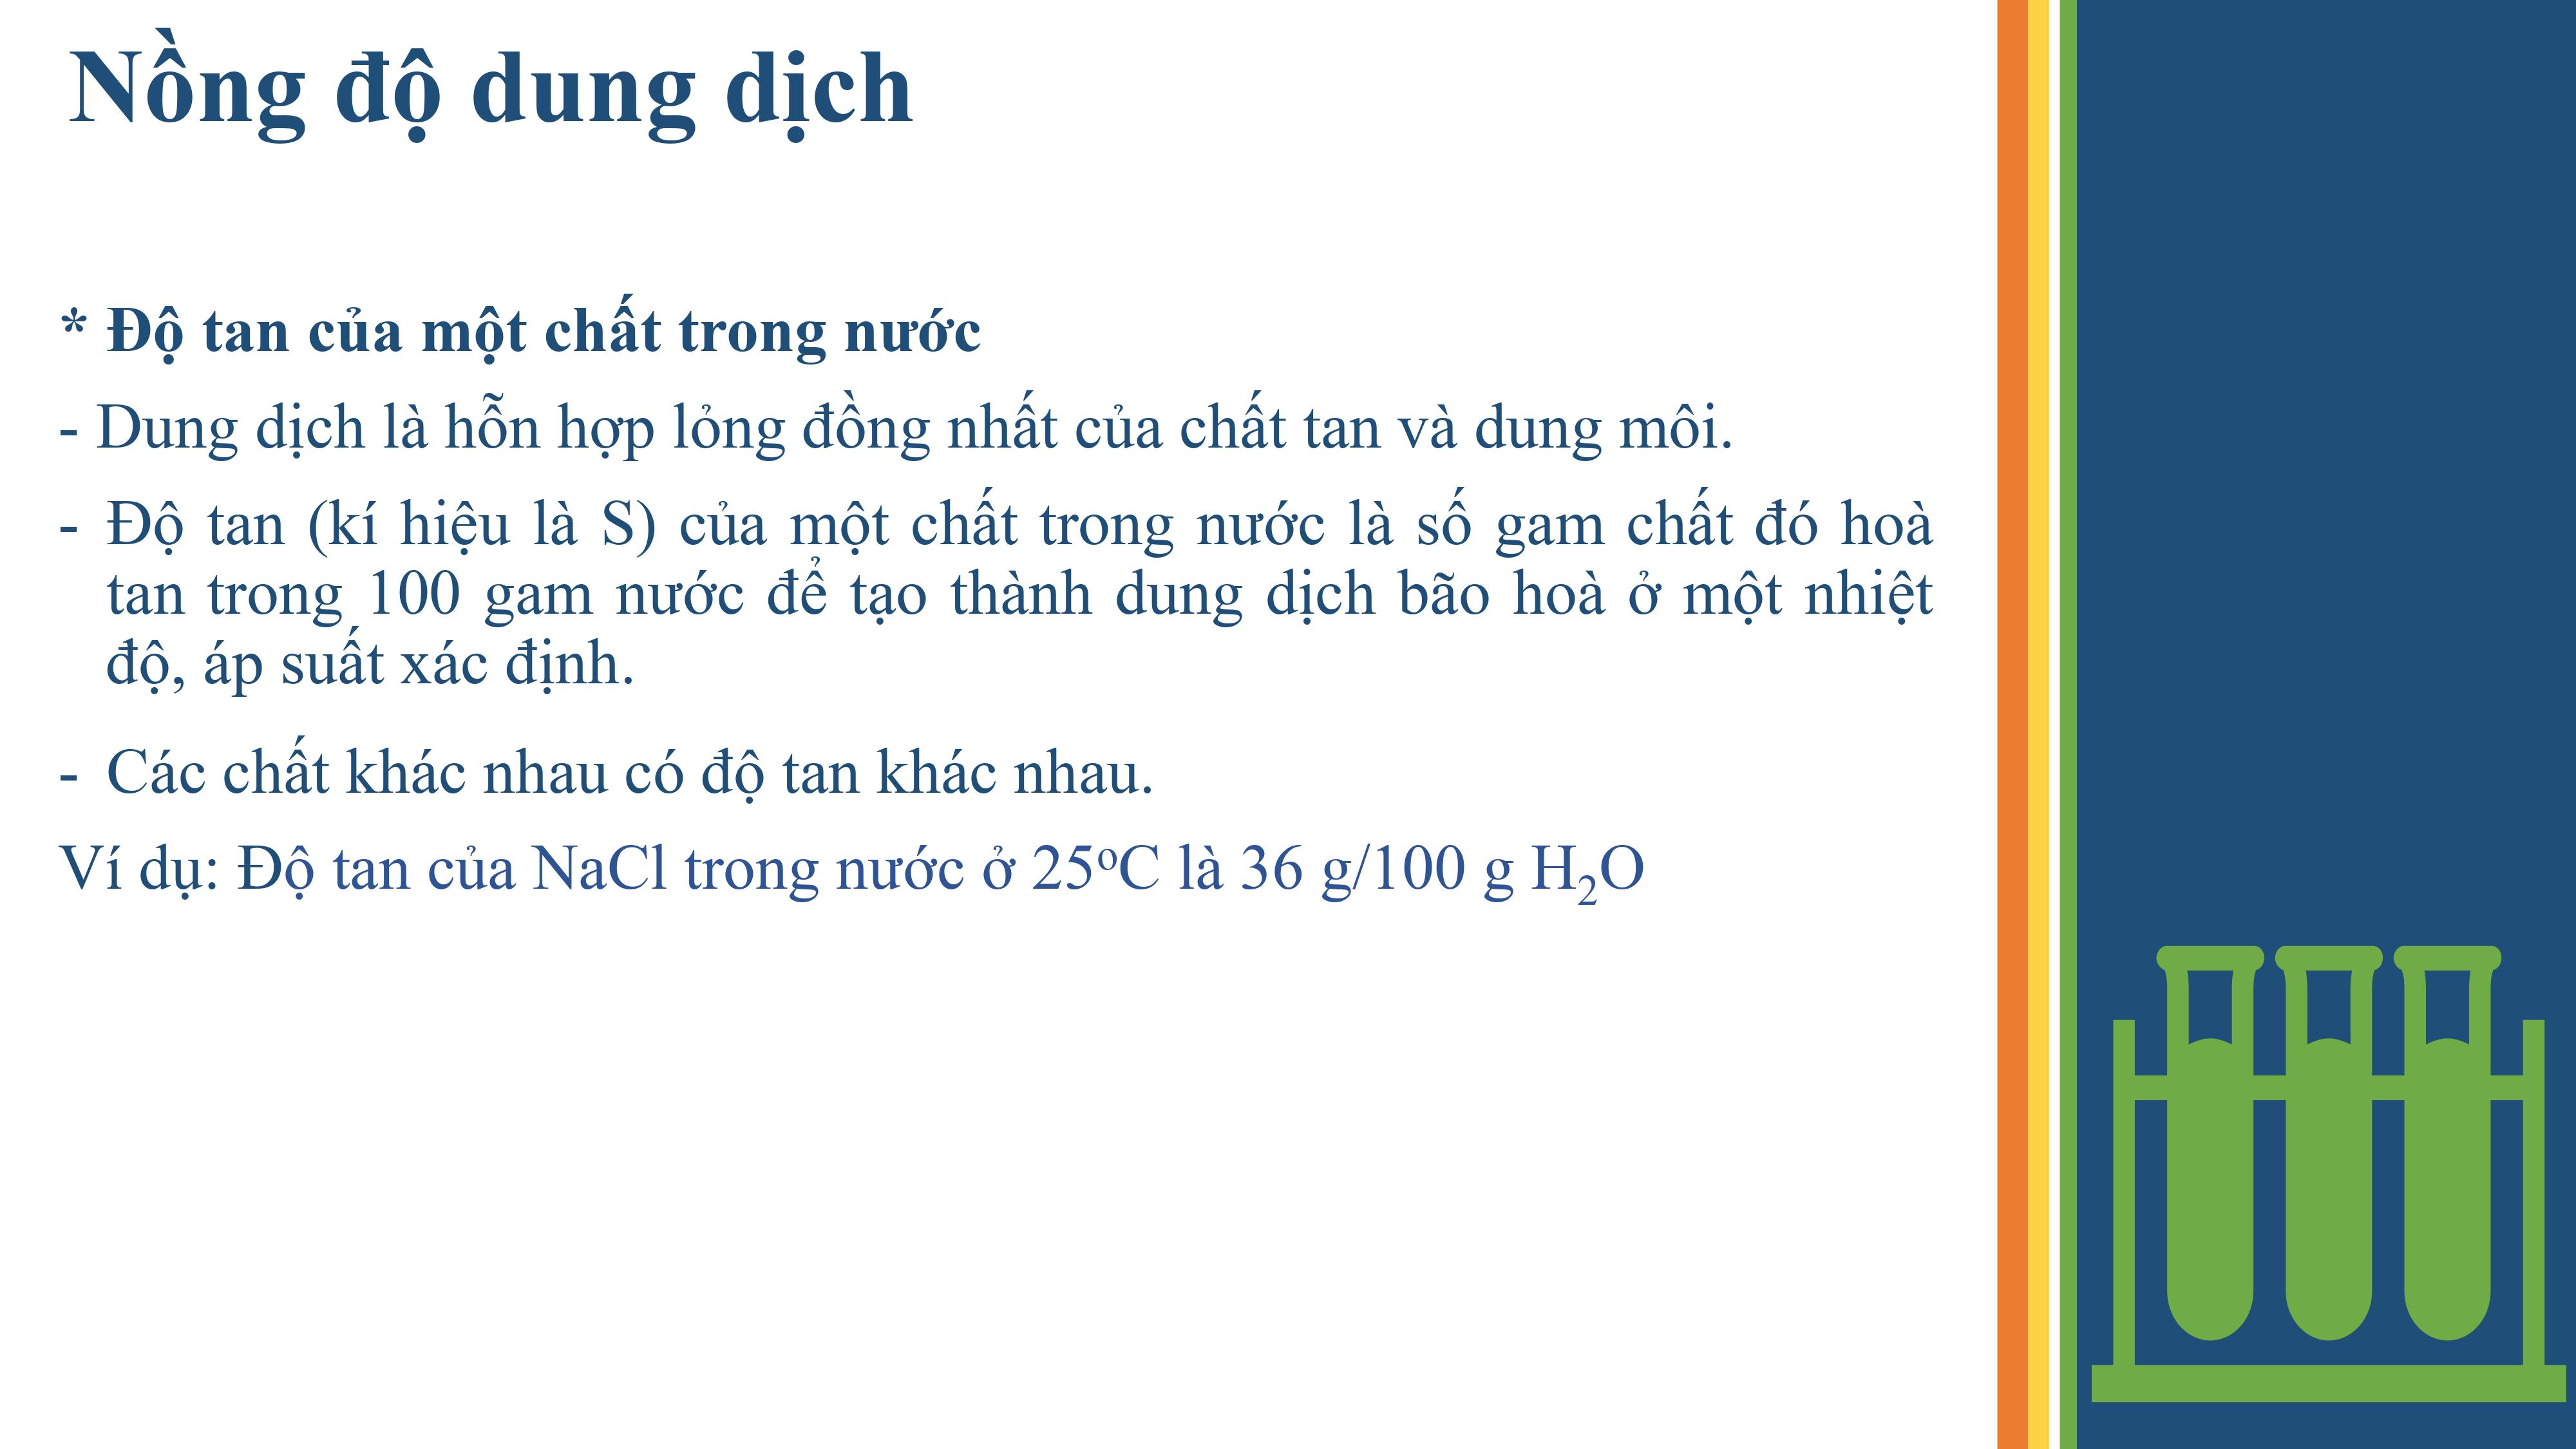 Nồng độ dung dịch
* Độ tan của một chất trong nước
- Dung dịch là hỗn hợp lỏng đồng nhất của chất tan và dung môi.
- Độ tan (kí hiệu là S) của một chất trong nước là số gam chất đó hoà
tan trong 100 gam nước để tạo thành dung dịch bão hoà ở một nhiệt
độ, áp suất xác định.
- Các chất khác nhau có độ tan khác nhau.
Ví dụ: Độ tan của NaCl trong nước ở 25ºC là 36 g/100 g H₂O